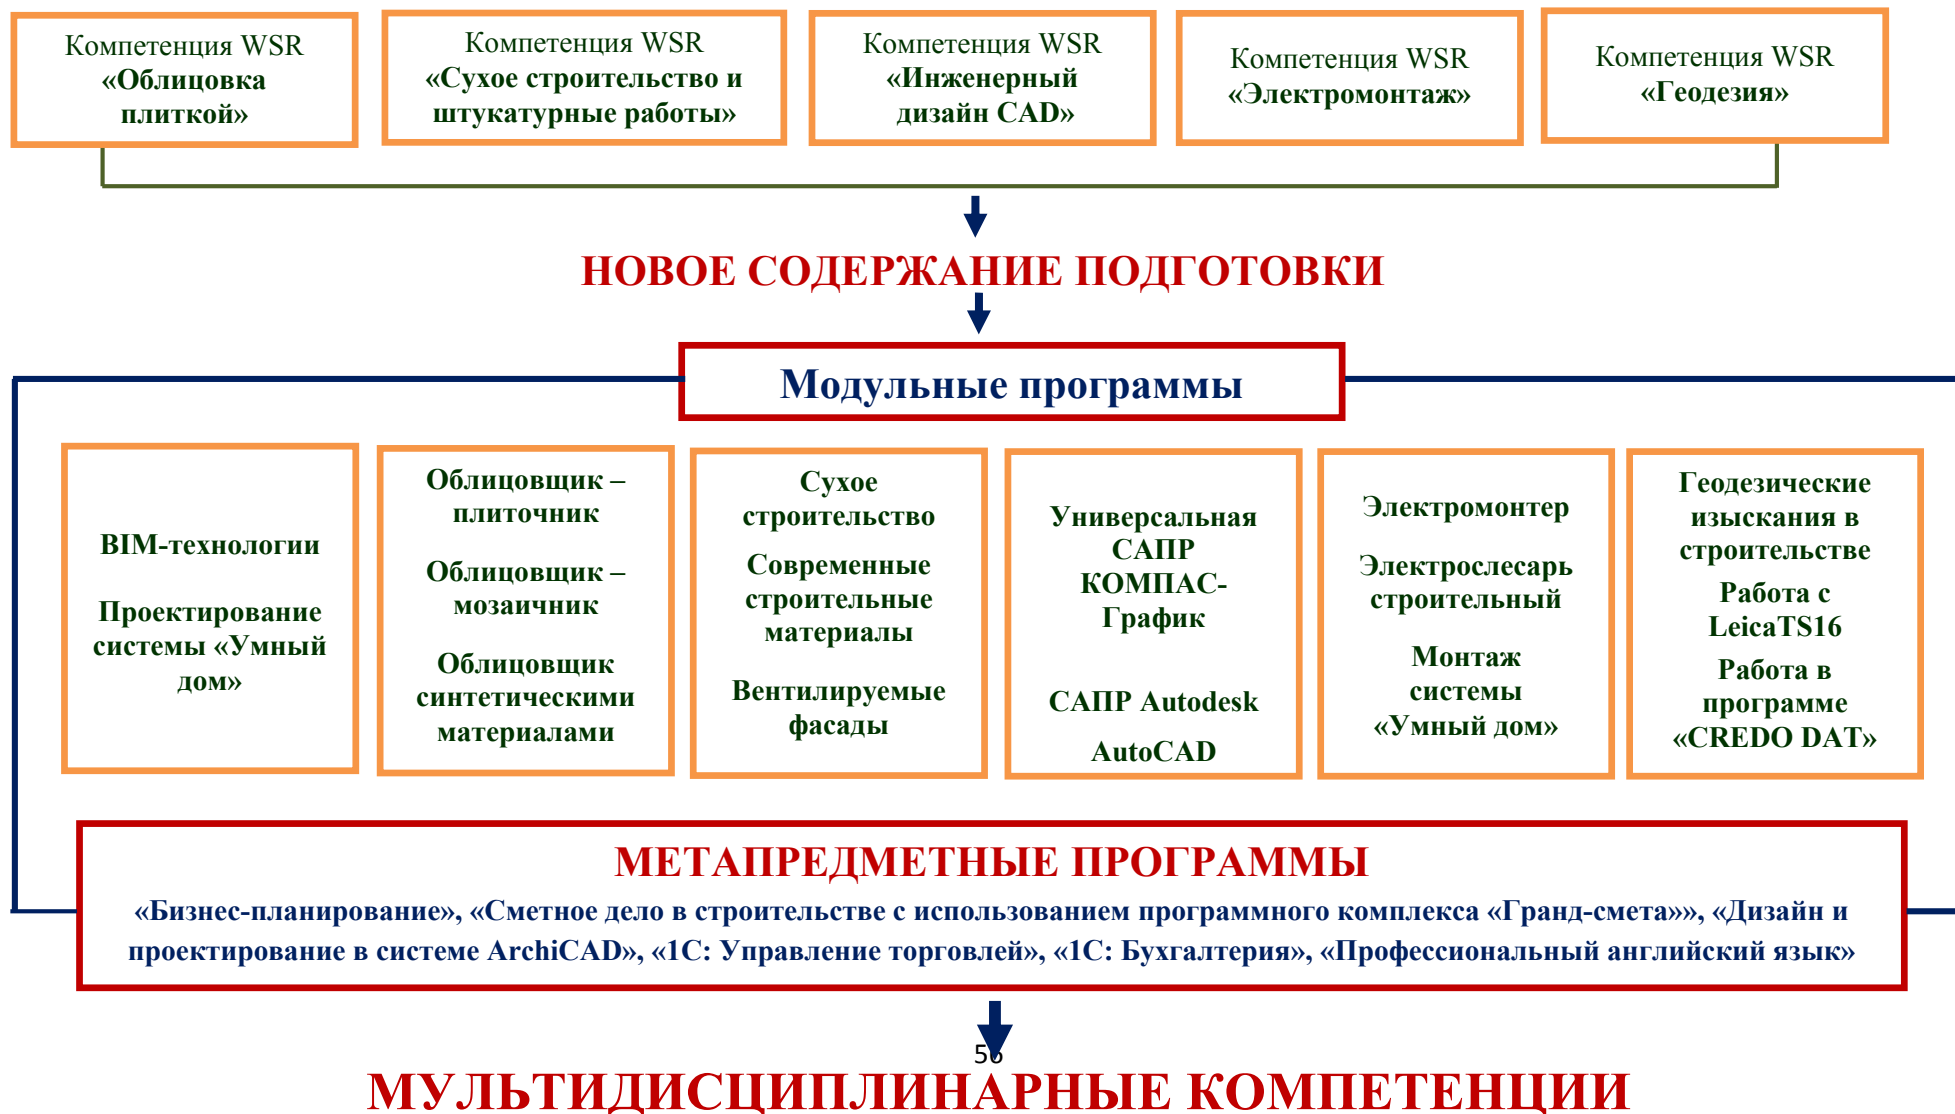 Компетенция WSR
«Облицовка
плиткой»
Компетенция WSR
«Сухое строительство и
штукатурные работы»
Компетенция WSR
«Инженерный
дизайн CAD»
Компетенция WSR
«Электромонтаж»
Компетенция WSR
«Геодезия»
НОВОЕ СОДЕРЖАНИЕ ПОДГОТОВКИ
Модульные программы
BIM-технологии
Проектирование
системы «Умный
дом»
Облицовщик –
плиточник
Облицовщик –
мозаичник
Облицовщик
синтетическими
материалами
Сухое
строительство
Современные
строительные
материалы
Вентилируемые
фасады
Универсальная
САПР
КОМПАС-
График
САПР Autodesk
AutoCAD
Электромонтер
Электрослесарь
строительный
Монтаж
системы
«Умный дом»
Геодезические
изыскания в
строительстве
Работа с
LeicaTS16
Работа в
программе
«CREDO DAT»
МЕТАПРЕДМЕТНЫЕ ПРОГРАММЫ
«Бизнес-планирование», «Сметное дело в строительстве с использованием программного комплекса «Гранд-смета»», «Дизайн и
проектирование в системе ArchiCAD», «1С: Управление торговлей», «1С: Бухгалтерия», «Профессиональный английский язык»
56
МУЛЬТИДИСЦИПЛИНАРНЫЕ КОМПЕТЕНЦИИ